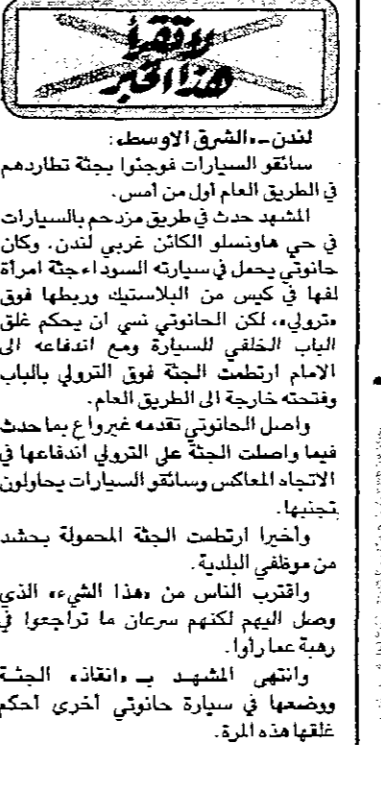 لا تقرأ
هذا الخبر
لندن ـ «الشرق الاوسط»:
سائقو السيارات فوجئوا بجثة تطاردهم
في الطريق العام أول من أمس.
المشهد حدث في طريق مزدحم بالسيارات
في حي هاونسلو الكائن غربي لندن. وكان
حانوتي يحمل في سيارته السوداء جثة امرأة
لفها في كيس من البلاستيك وربطها فوق
«ترولي»، لكن الحانوتي نسي ان يحكم غلق
الباب الخلفي للسيارة ومع اندفاعه الى
الامام ارتطمت الجثة فوق الترولي بالباب
وفتحته خارجة الى الطريق العام.
واصل الحانوتي تقدمه غير واع بما حدث
فيما واصلت الجثة على الترولي اندفاعها في
الاتجاه المعاكس وسائقو السيارات يحاولون
تجنبها.
وأخيرا ارتطمت الجثة المحمولة بحشد
من موظفي البلدية.
واقترب الناس من «هذا الشيء» الذي
وصل اليهم لكنهم سرعان ما تراجعوا في
رهبة عما رأوا.
وانتهى المشهد بـ «انقاذ» الجثة
ووضعها في سيارة حانوتي أخرى أحكم
غلقها هذه المرة.